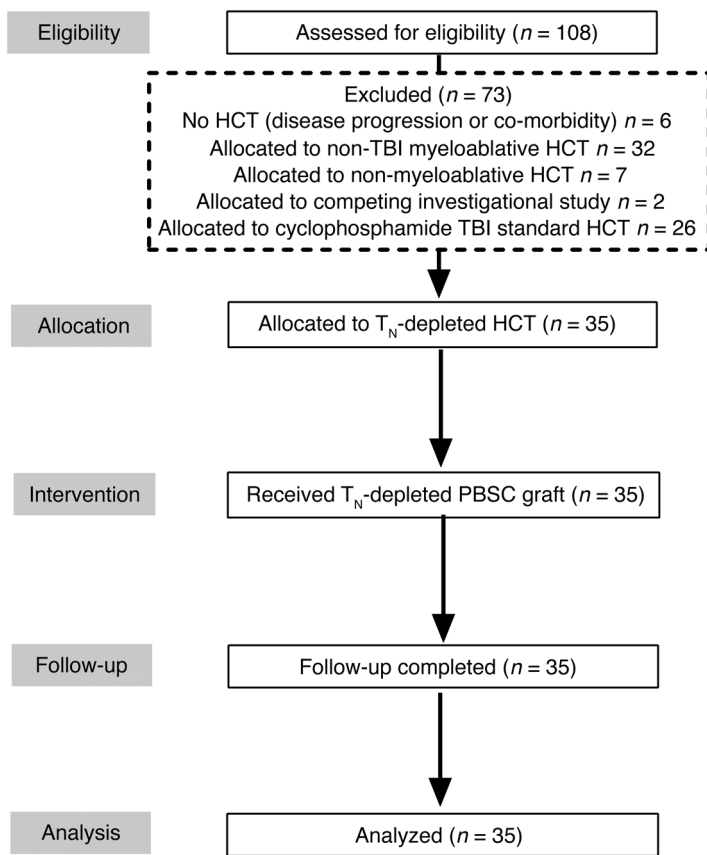 Eligibility
Assessed for eligibility (n = 108)
Excluded (n = 73)
No HCT (disease progression or co-morbidity) n = 6
Allocated to non-TBI myeloablative HCT n = 32
Allocated to non-myeloablative HCT n = 7
Allocated to competing investigational study n = 2
Allocated to cyclophosphamide TBI standard HCT n = 26
Allocation
Allocated to TN-depleted HCT (n = 35)
Intervention
Received TN-depleted PBSC graft (n = 35)
Follow-up
Follow-up completed (n = 35)
Analysis
Analyzed (n = 35)